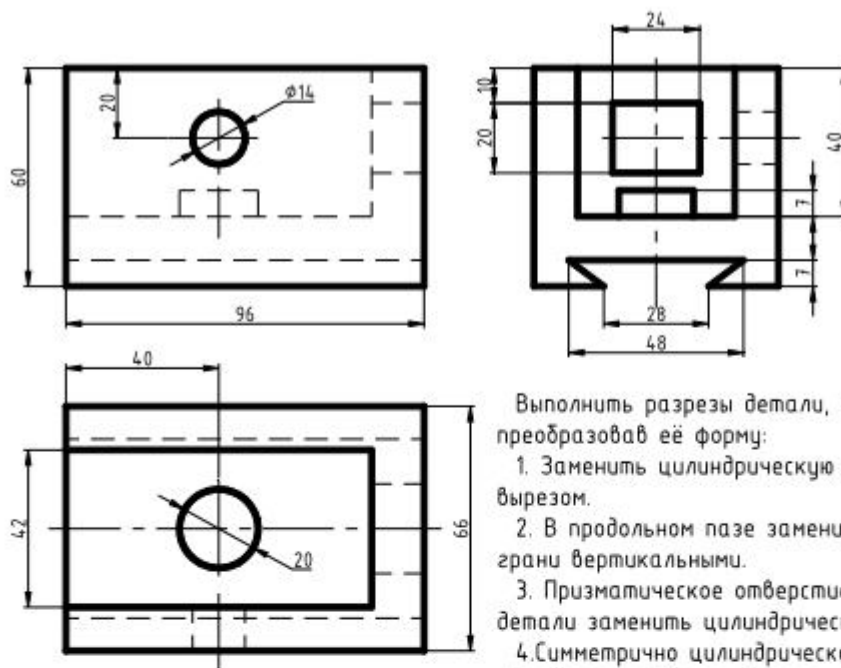 24
20
⌀14
10
20
60
40
7
7
96
28
48
40
42
66
20
Выполнить разрезы детали,
преобразовав её форму:
1. Заменить цилиндрическую
вырезом.
2. В продольном пазе замени
грани вертикальными.
3. Призматическое отверсти
детали заменить цилиндричес
4.Симметрично цилиндрическо